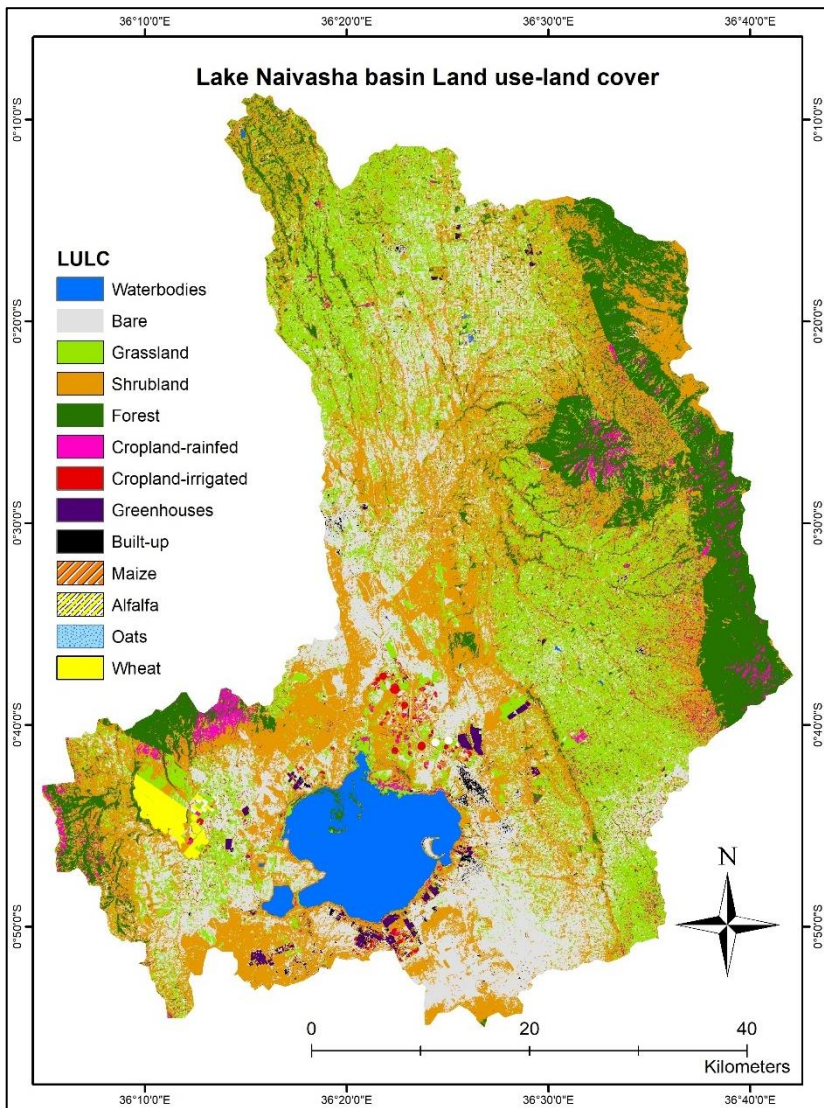 36°10'0"E 36°20'0"E 36°30'0"E 36°40'0"E
Lake Naivasha basin Land use-land cover
0°10'0"S 0°10'0"S
LULC
Waterbodies
Bare
0°20'0"S 0°20'0"S
Grassland
Shrubland
Forest
Cropland-rainfed
Cropland-irrigated
Greenhouses
0°30'0"S 0°30'0"S
Built-up
Maize
Alfalfa
Oats
Wheat
0°40'0"S 0°40'0"S
N
0°50'0"S 0°50'0"S
0 20 40
Kilometers
36°10'0"E 36°20'0"E 36°30'0"E 36°40'0"E